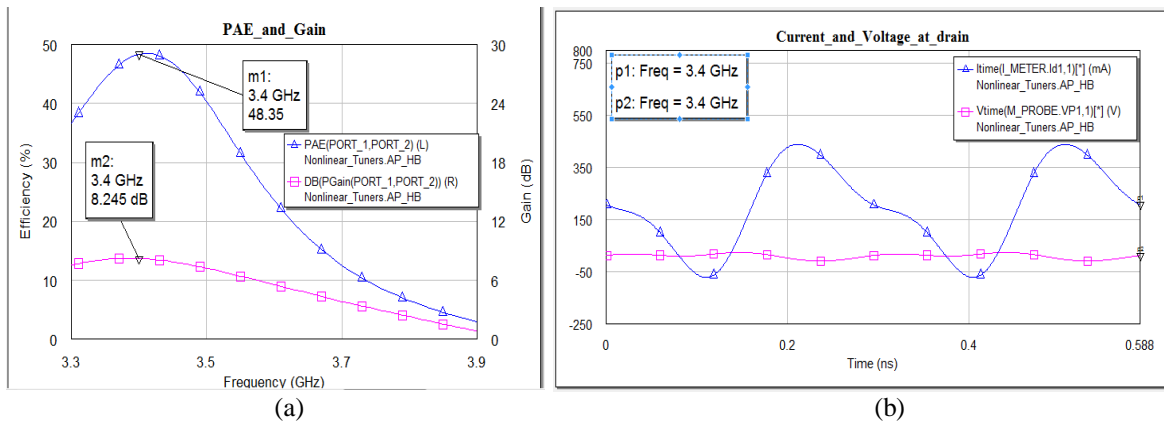 PAE_and_Gain
50
40
30
20
10
0
Efficiency (%)
30
24
18
12
6
0
Gain (dB)
m1:
3.4 GHz
48.35
m2:
3.4 GHz
8.245 dB
PAE(PORT_1,PORT_2) (L)
Nonlinear_Tuners.AP_HB
DB(PGain(PORT_1,PORT_2)) (R)
Nonlinear_Tuners.AP_HB
3.3
3.5
3.7
3.9
Frequency (GHz)
(a)
Current_and_Voltage_at_drain
800
750
550
350
150
-50
-250
p1: Freq = 3.4 GHz
p2: Freq = 3.4 GHz
Itime(I_METER.Id1,1)[*] (mA)
Nonlinear_Tuners.AP_HB
Vtime(M_PROBE.VP1,1)[*] (V)
Nonlinear_Tuners.AP_HB
0
0.2
0.4
0.588
Time (ns)
(b)